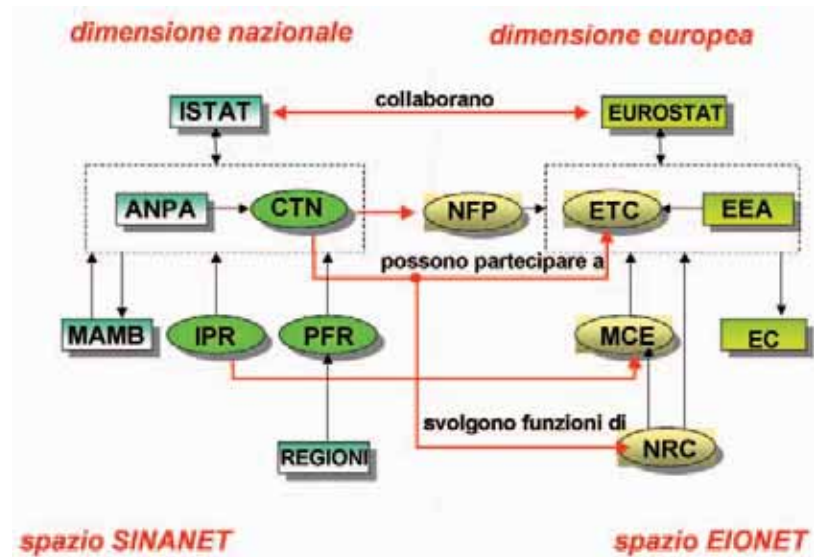 dimensione nazionale
dimensione europea
ISTAT
collaborano
EUROSTAT
ANPA
CTN
NFP
ETC
EEA
possono partecipare a
MAMB
IPR
PFR
MCE
EC
svolgono funzioni di
REGIONI
NRC
spazio SINANET
spazio EIONET